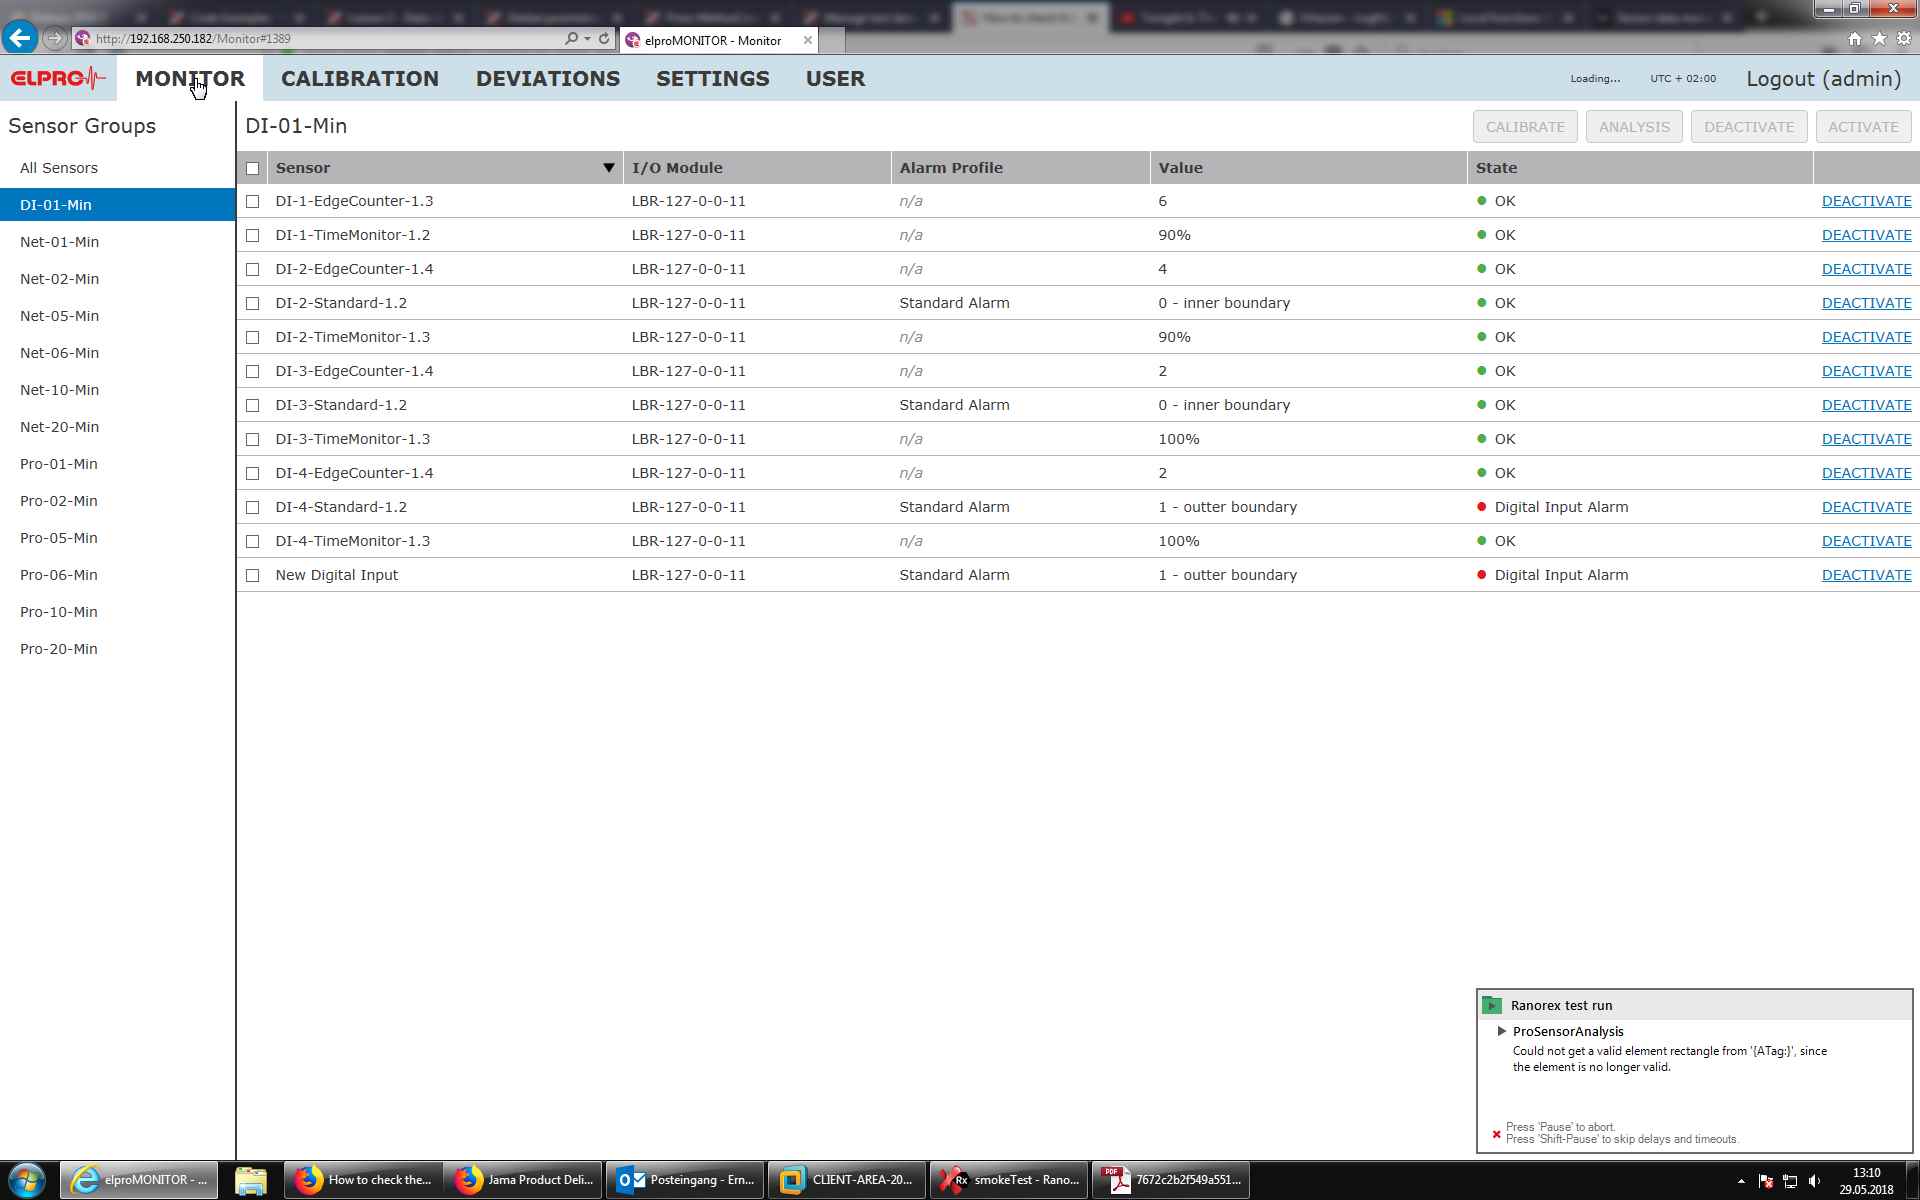 http://192.168.250.182/Monitor#1389
elproMONITOR - Monitor
ELPRO
MONITOR CALIBRATION DEVIATIONS SETTINGS USER
Loading... UTC + 02:00 Logout (admin)
Sensor Groups
All Sensors
DI-01-Min
Net-01-Min
Net-02-Min
Net-05-Min
Net-06-Min
Net-10-Min
Net-20-Min
Pro-01-Min
Pro-02-Min
Pro-05-Min
Pro-06-Min
Pro-10-Min
Pro-20-Min
DI-01-Min
CALIBRATE ANALYSIS DEACTIVATE ACTIVATE
Sensor I/O Module Alarm Profile Value State
DI-1-EdgeCounter-1.3 LBR-127-0-0-11 n/a 6 OK DEACTIVATE
DI-1-TimeMonitor-1.2 LBR-127-0-0-11 n/a 90% OK DEACTIVATE
DI-2-EdgeCounter-1.4 LBR-127-0-0-11 n/a 4 OK DEACTIVATE
DI-2-Standard-1.2 LBR-127-0-0-11 Standard Alarm 0 - inner boundary OK DEACTIVATE
DI-2-TimeMonitor-1.3 LBR-127-0-0-11 n/a 90% OK DEACTIVATE
DI-3-EdgeCounter-1.4 LBR-127-0-0-11 n/a 2 OK DEACTIVATE
DI-3-Standard-1.2 LBR-127-0-0-11 Standard Alarm 0 - inner boundary OK DEACTIVATE
DI-3-TimeMonitor-1.3 LBR-127-0-0-11 n/a 100% OK DEACTIVATE
DI-4-EdgeCounter-1.4 LBR-127-0-0-11 n/a 2 OK DEACTIVATE
DI-4-Standard-1.2 LBR-127-0-0-11 Standard Alarm 1 - outter boundary Digital Input Alarm DEACTIVATE
DI-4-TimeMonitor-1.3 LBR-127-0-0-11 n/a 100% OK DEACTIVATE
New Digital Input LBR-127-0-0-11 Standard Alarm 1 - outter boundary Digital Input Alarm DEACTIVATE
Ranorex test run
ProSensorAnalysis
Could not get a valid element rectangle from '{ATag:}', since
the element is no longer valid.
Press 'Pause' to abort.
Press 'Shift-Pause' to skip delays and timeouts.
elproMONITOR - ...
How to check the...
Jama Product Deli...
Posteingang - Ern...
CLIENT-AREA-20...
Rx
smokeTest - Rano...
PDF
7672c2b2f549a551...
13:10
29.05.2018